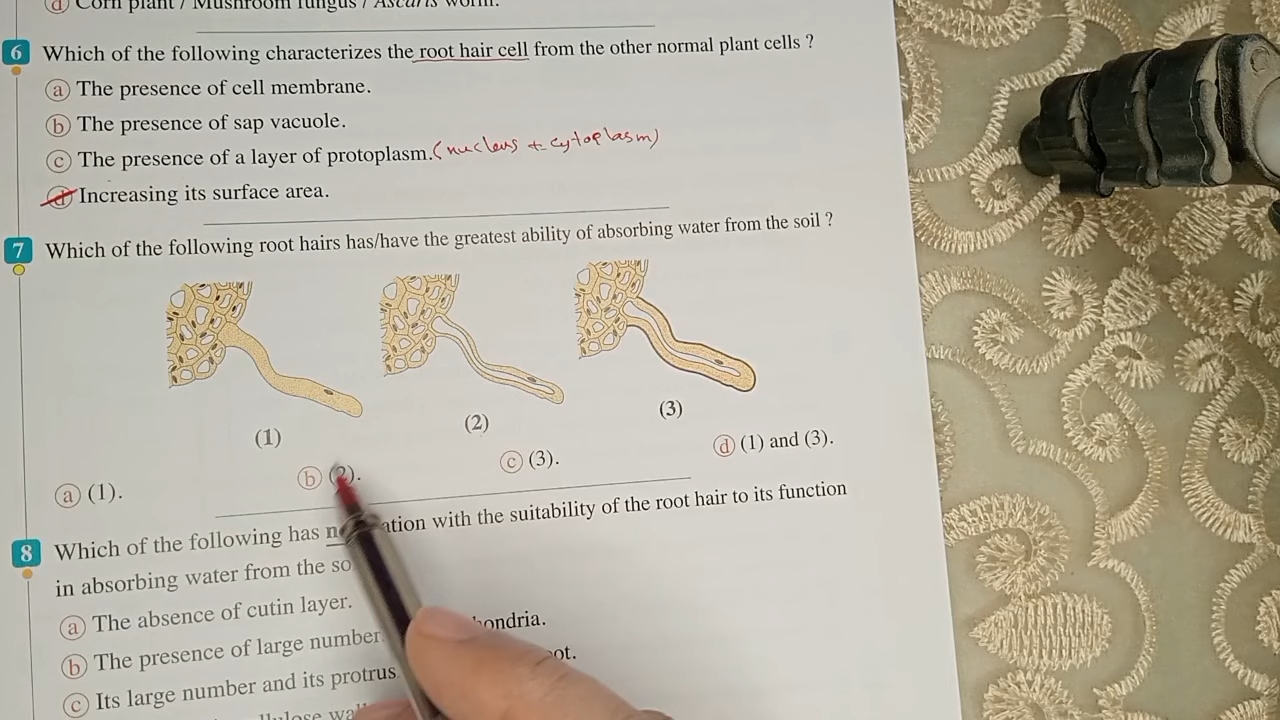 d Corn plant / Mushroom fungus / Ascaris worm.
6 Which of the following characterizes the root hair cell from the other normal plant cells ?
a The presence of cell membrane.
b The presence of sap vacuole.
c The presence of a layer of protoplasm. (nucleus + cytoplasm)
d Increasing its surface area.
7 Which of the following root hairs has/have the greatest ability of absorbing water from the soil ?
(1) (2) (3)
a (1). b (2). c (3). d (1) and (3).
8 Which of the following has with the suitability of the root hair to its function
in absorbing water from the
a The absence of cutin layer.
b The presence of large number
c Its large number and its